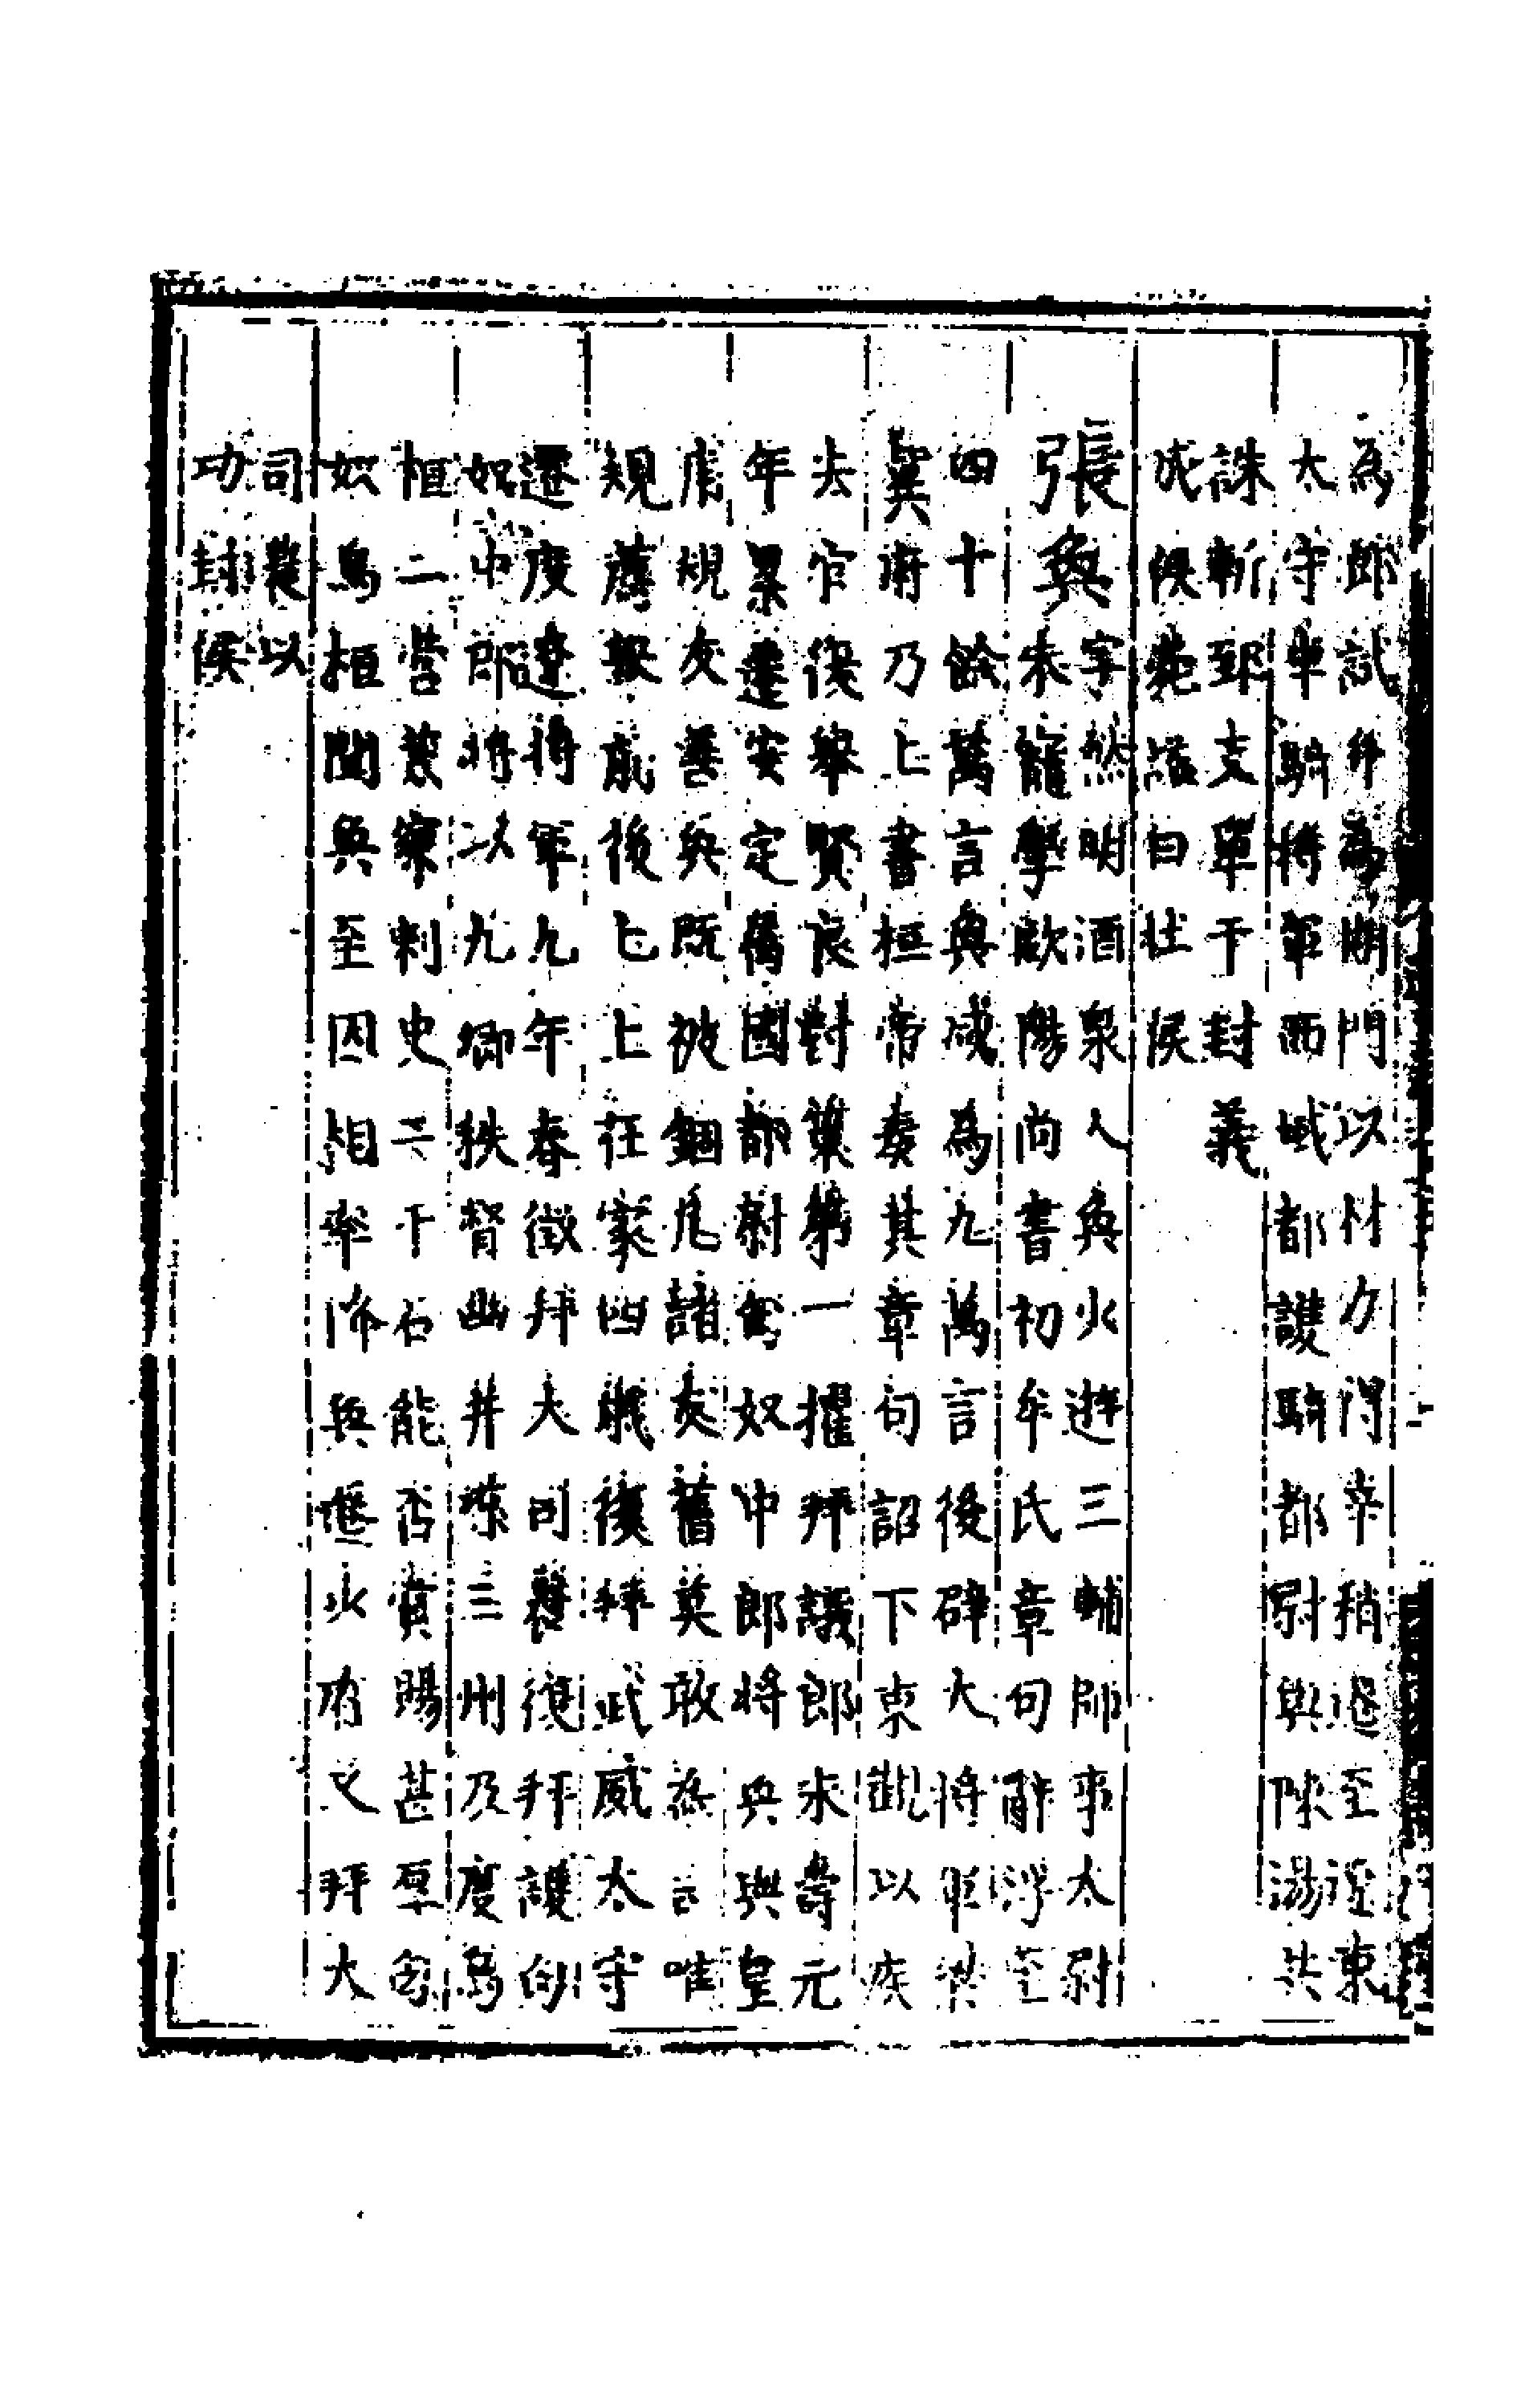 為郎試弁為期門以材力得幸稍遷至遼東
太守車騎將軍西域都護騎都尉與陳湯共
誅斬郅支單于封義
成侯薨謚曰壯侯
張奐字然明酒泉人奐少遊三輔師事太尉
朱寵學歐陽尚書初牟氏章句辭浮至
四十餘萬言奐咸為九萬言後辟大將軍梁
冀府乃上書桓帝奏其章句詔下東觀以疾
去官復舉賢良對策第一擢拜議郎永壽元
年累遷安定舊國都尉匈奴中郎將與皇
甫規友善奐既被錮凡諸友舊莫敢為言唯
規薦奐前後七上在家四歲復拜武威太守
遷度遼將軍九年春徵拜大司農復拜護匈
奴中郎將以九卿秩督幽并涼三州及度烏
桓二營兼察刺史二千石能否賞賜甚厚匈
奴烏桓聞奐至因相率降奐還少府又拜大
司農以
功封侯